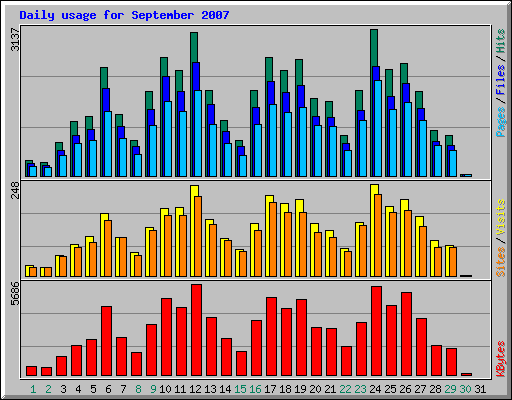 Daily usage for September 2007
3137
Pages / Files / Hits
248
Sites / Visits
5686
KBytes
1 2 3 4 5 6 7 8 9 10 11 12 13 14 15 16 17 18 19 20 21 22 23 24 25 26 27 28 29 30 31